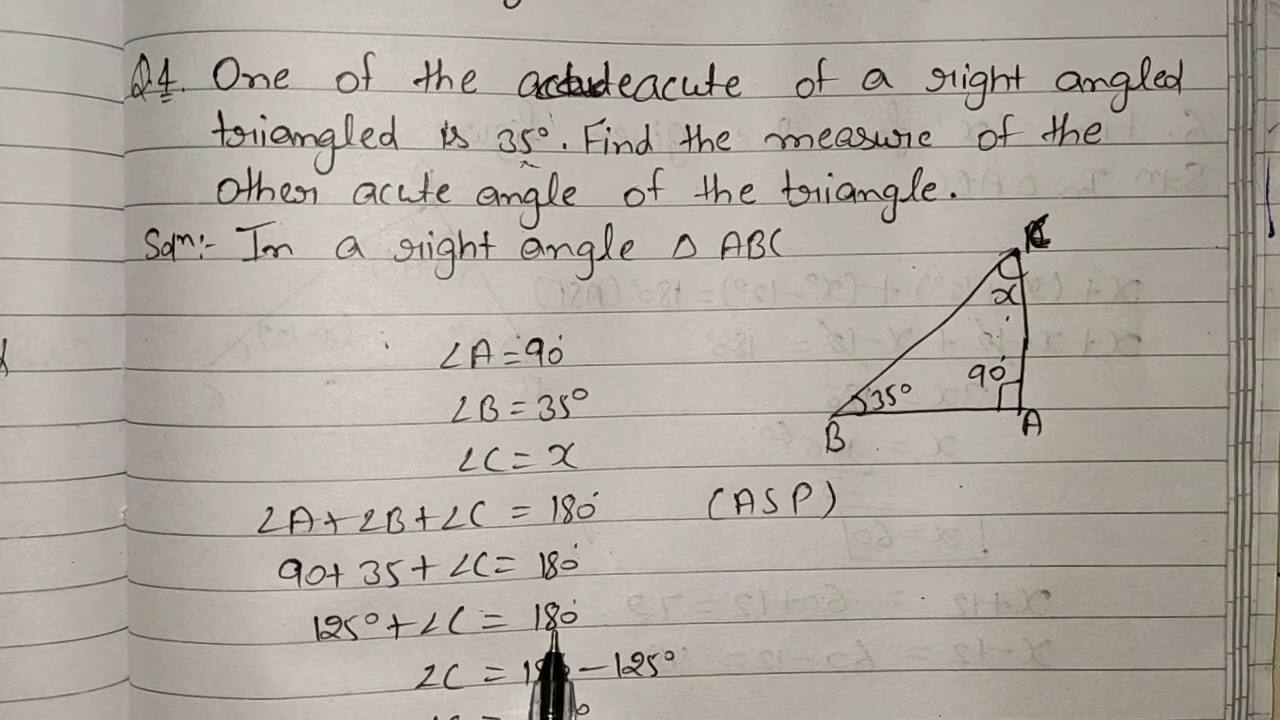 Q4. One of the acute of a right angled
triangled is 35°. Find the measure of the
other acute angle of the triangle.
Soln:- In a right angle △ ABC
C
x
∠A = 90°
90°
∠B = 35°
35°
B
A
∠C = x
∠A + ∠B + ∠C = 180° (ASP)
90 + 35 + ∠C = 180°
125° + ∠C = 180°
∠C = 180 - 125°